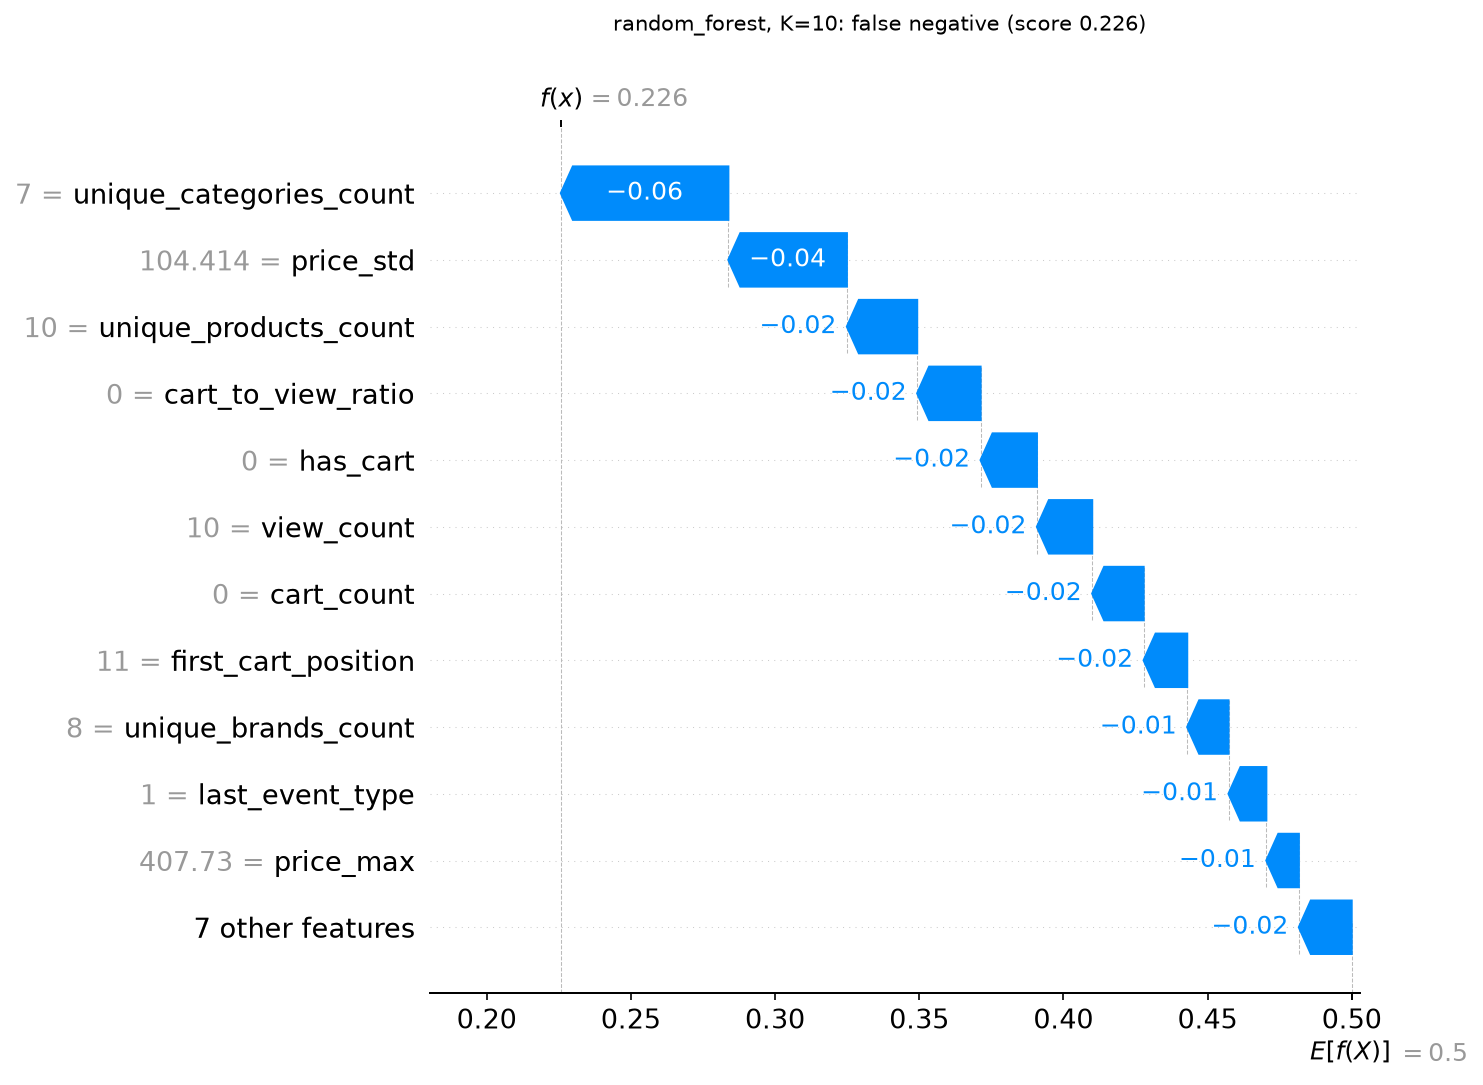 random_forest, K=10: false negative (score 0.226)
f(x) = 0.226
7 = unique_categories_count −0.06
104.414 = price_std −0.04
10 = unique_products_count −0.02
0 = cart_to_view_ratio −0.02
0 = has_cart −0.02
10 = view_count −0.02
0 = cart_count −0.02
11 = first_cart_position −0.02
8 = unique_brands_count −0.01
1 = last_event_type −0.01
407.73 = price_max −0.01
7 other features −0.02
0.20 0.25 0.30 0.35 0.40 0.45 0.50
E[f(X)] = 0.5